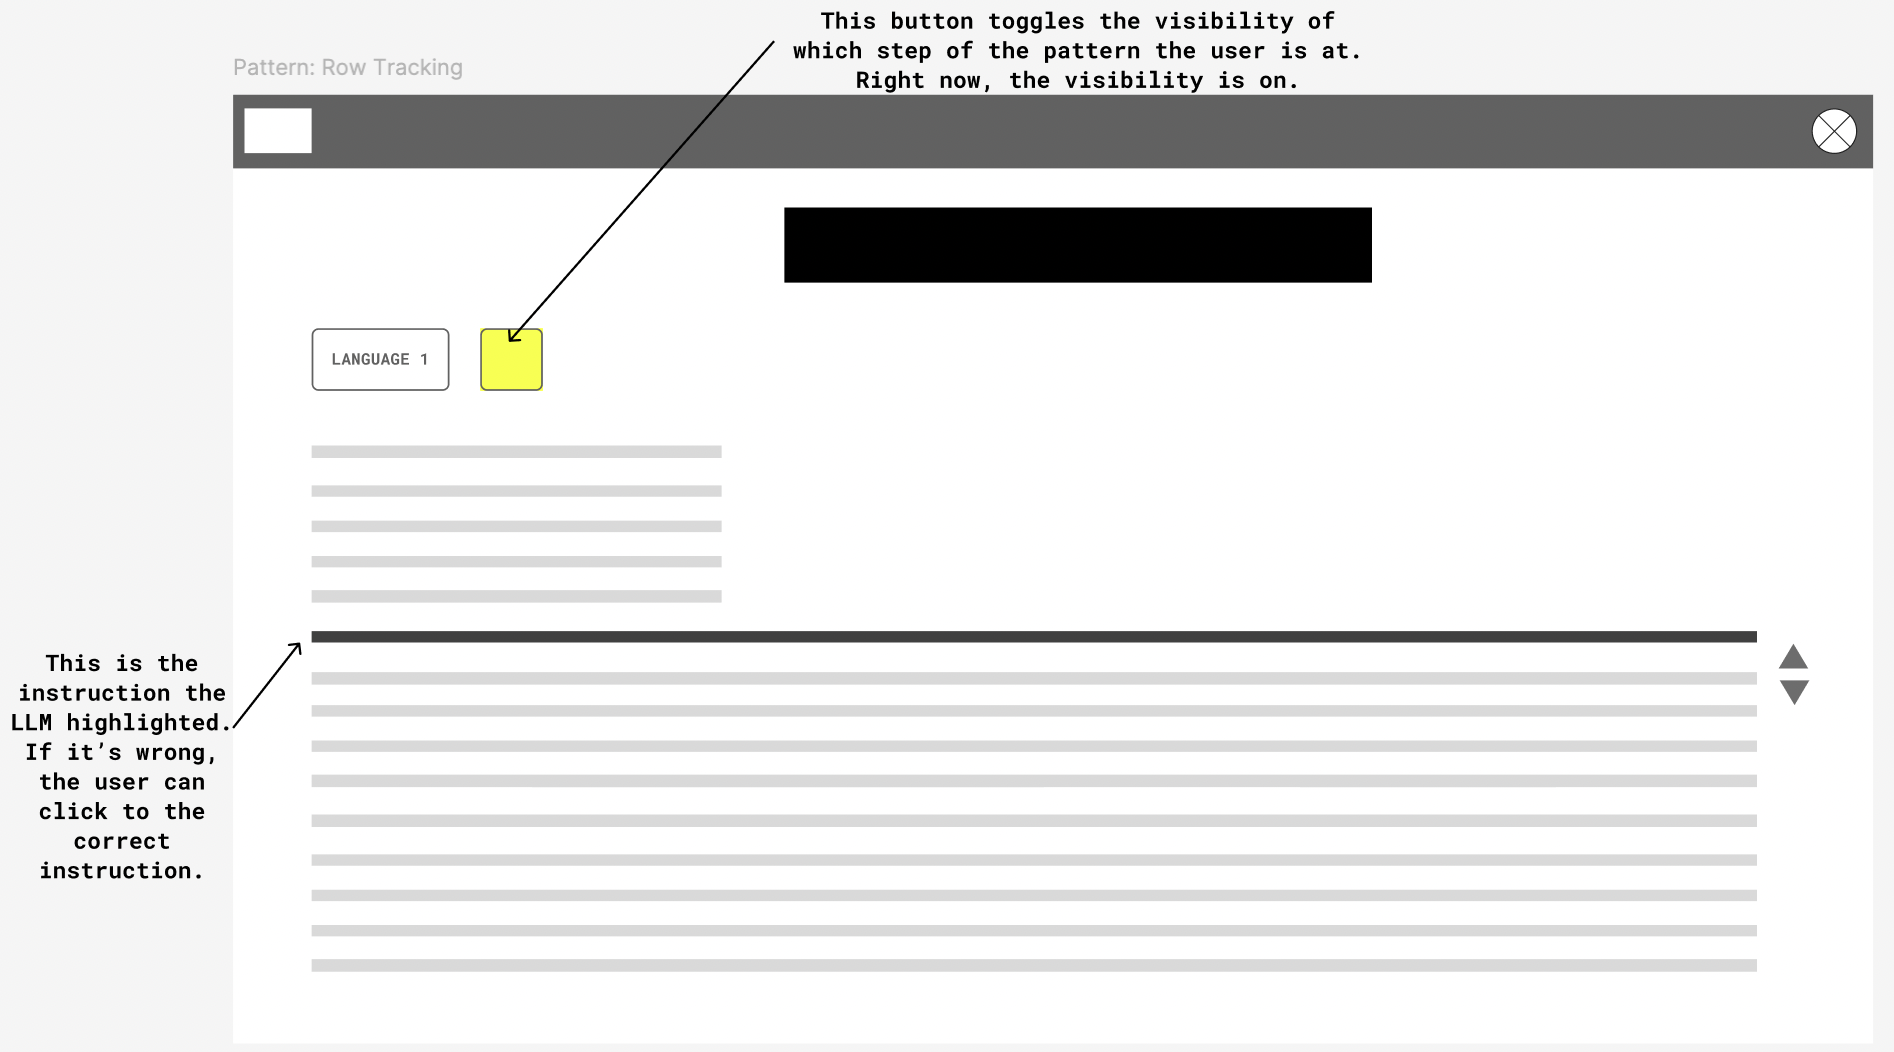 This button toggles the visibility of
which step of the pattern the user is at.
Right now, the visibility is on.
Pattern: Row Tracking
LANGUAGE 1
This is the
instruction the
LLM highlighted.
If it’s wrong,
the user can
click to the
correct
instruction.